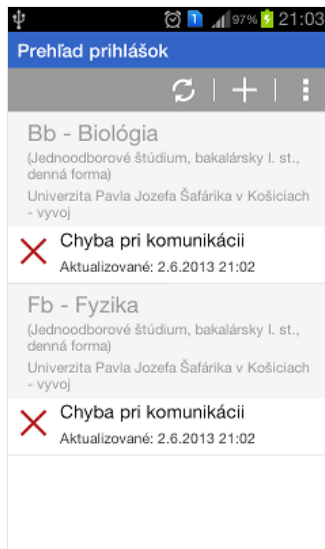 1 97% 21:03
Prehľad prihlášok
Bb - Biológia
(Jednoodborové štúdium, bakalársky I. st.,
denná forma)
Univerzita Pavla Jozefa Šafárika v Košiciach
- vyvoj
Chyba pri komunikácii
Aktualizované: 2.6.2013 21:02
Fb - Fyzika
(Jednoodborové štúdium, bakalársky I. st.,
denná forma)
Univerzita Pavla Jozefa Šafárika v Košiciach
- vyvoj
Chyba pri komunikácii
Aktualizované: 2.6.2013 21:02